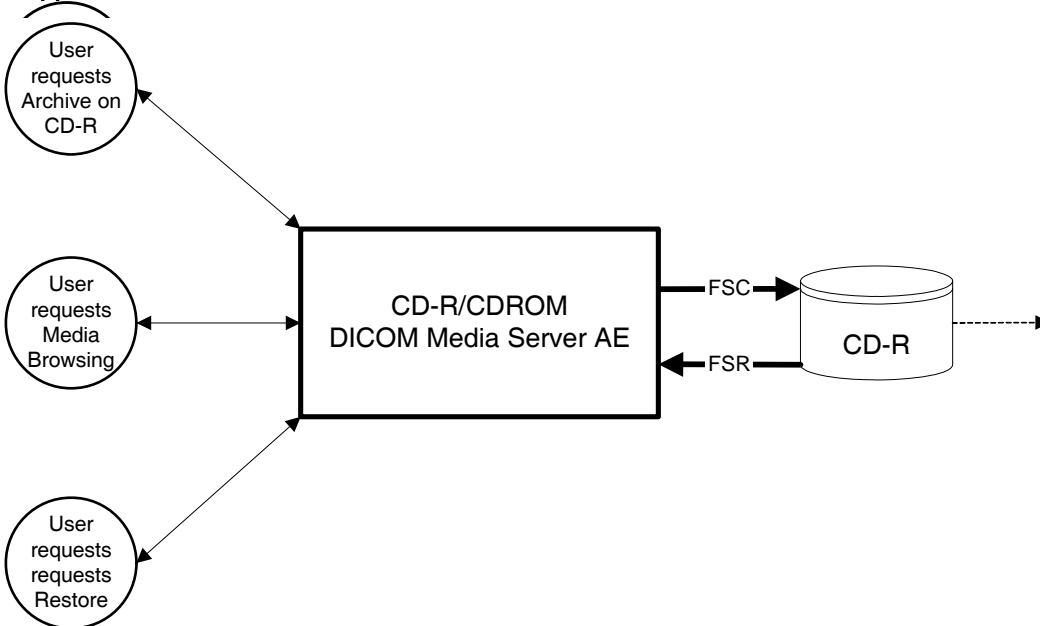 User
requests
Archive on
CD-R
User
requests
Media
Browsing
User
requests
requests
Restore
CD-R/CDROM
DICOM Media Server AE
FSC
FSR
CD-R